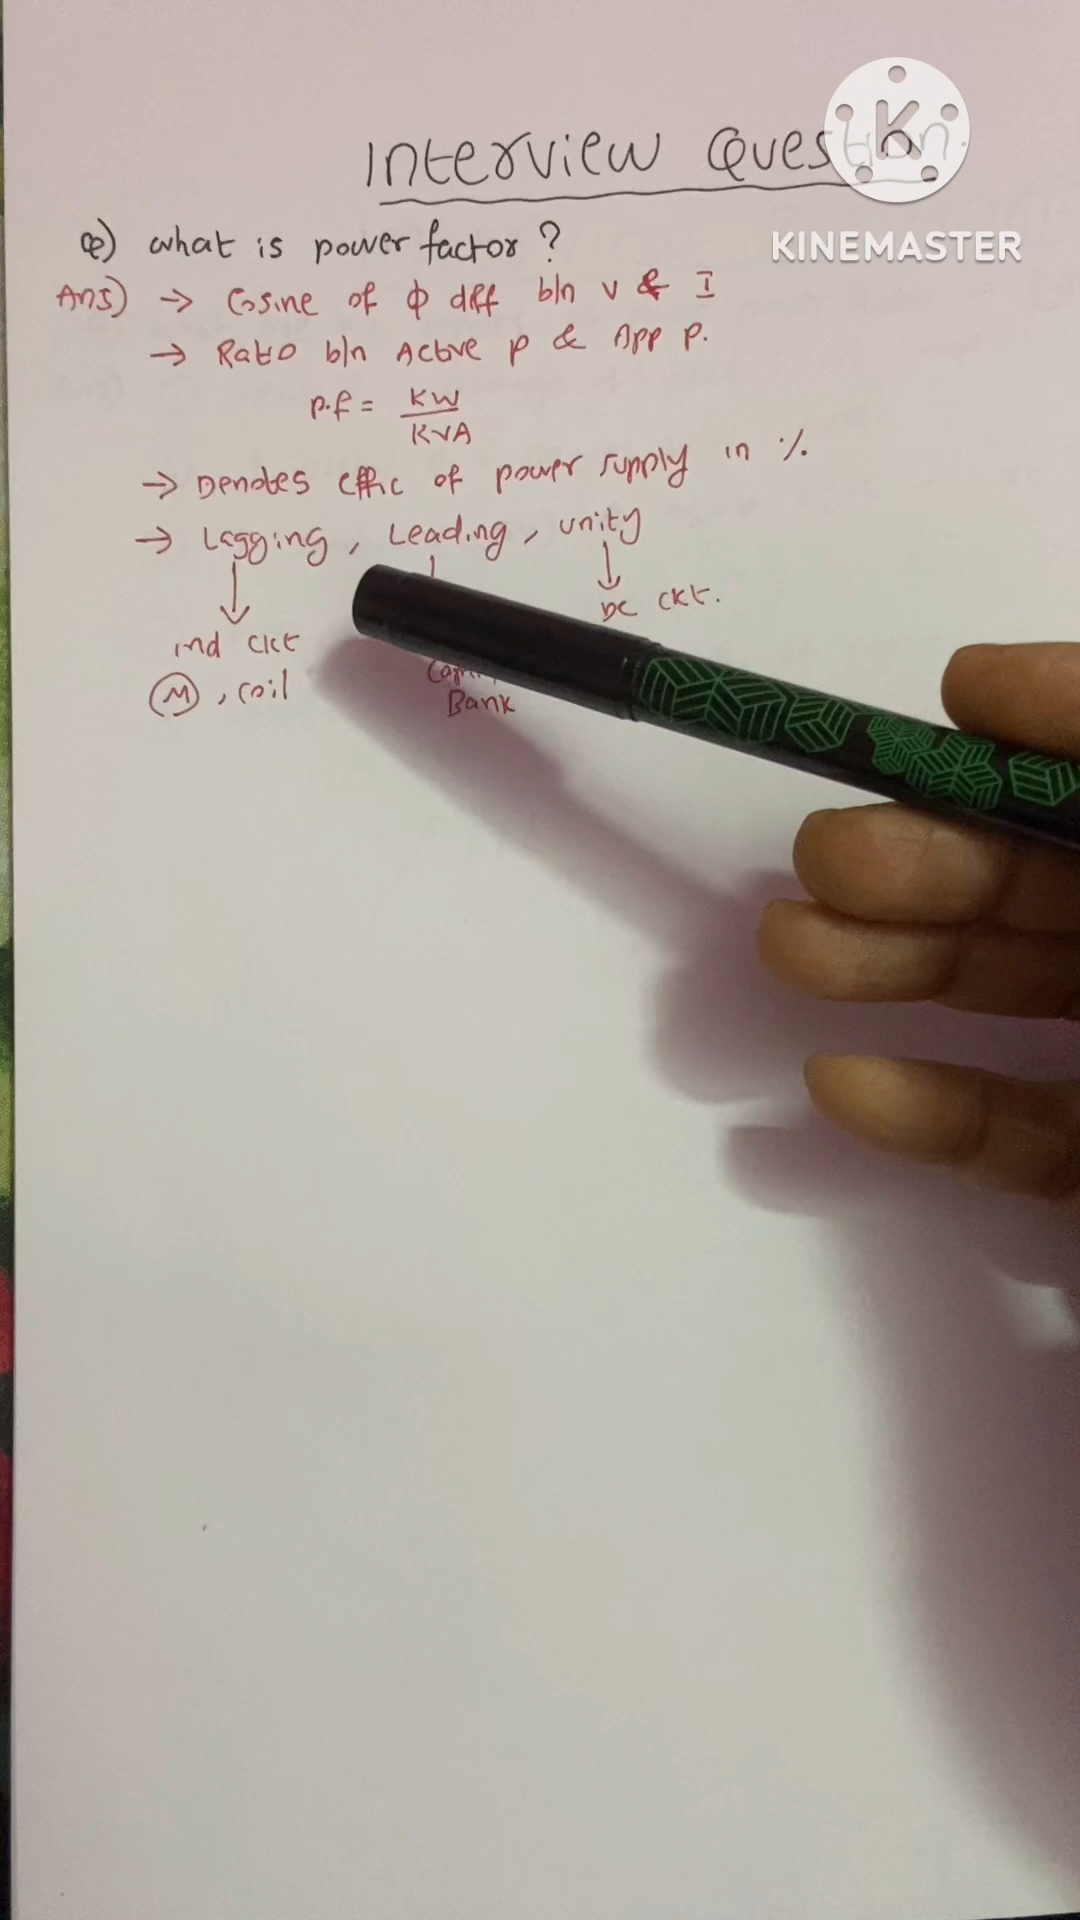 Interview Question.
KINEMASTER
Q) what is power factor ?
Ans) → Cosine of φ diff b/n V & I
→ Ratio b/n Active p & App p.
p.f = KW
KVA
→ Denotes effic of power supply in %
→ Lagging, Leading, unity
DC ckt.
ind ckt
M, coil
Bank